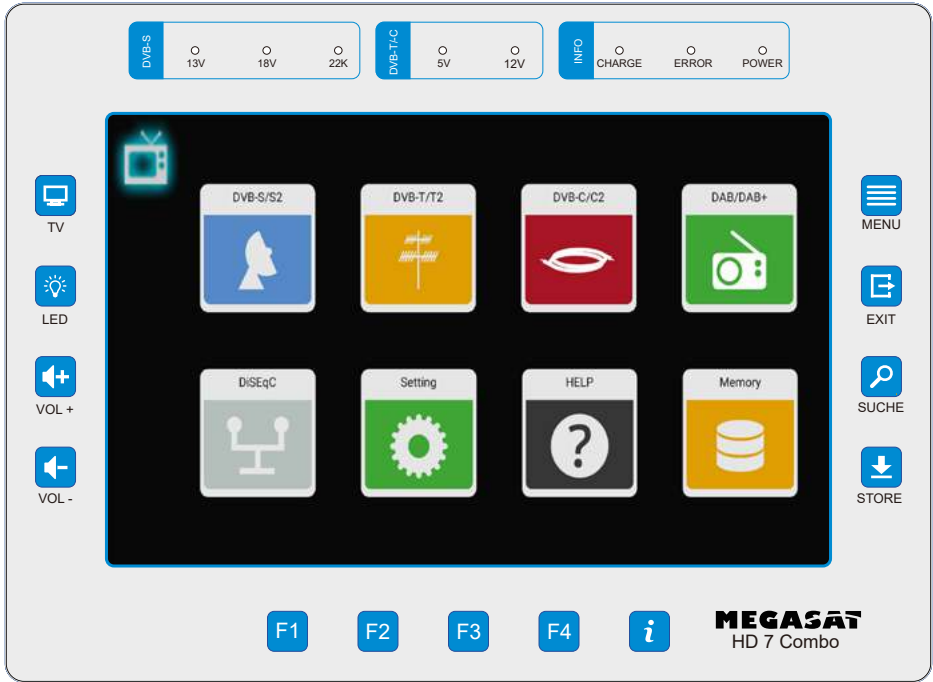 DVB-S
13V
18V
22K
DVB-T/-C
5V
12V
INFO
CHARGE
ERROR
POWER
TV
LED
VOL +
VOL -
DVB-S/S2
DVB-T/T2
DVB-C/C2
DAB/DAB+
DiSEqC
Setting
HELP
?
Memory
MENU
EXIT
SUCHE
STORE
F1
F2
F3
F4
i
MEGASAT
HD 7 Combo